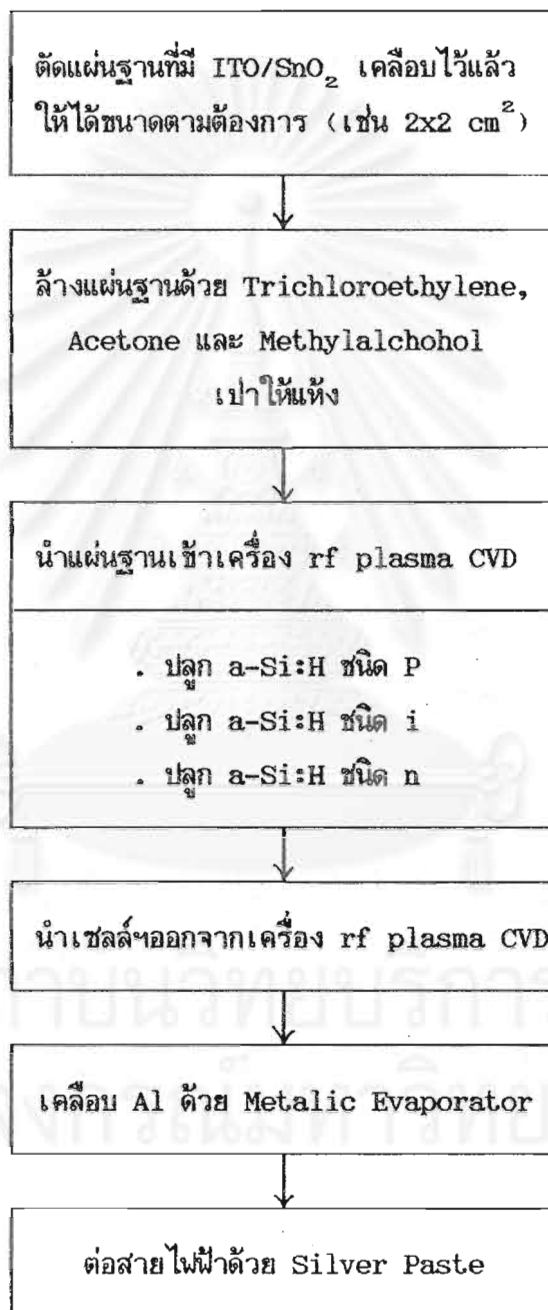 ตัดแผ่นฐานที่มี ITO/SnO₂ เคลือบไว้แล้ว
ให้ได้ขนาดตามต้องการ (เช่น 2x2 cm²)
ล้างแผ่นฐานด้วย Trichloroethylene,
Acetone และ Methylalchohol
เป่าให้แห้ง
นำแผ่นฐานเข้าเครื่อง rf plasma CVD
. ปลูก a-Si:H ชนิด P
. ปลูก a-Si:H ชนิด i
. ปลูก a-Si:H ชนิด n
นำเซลล์ฯออกจากเครื่อง rf plasma CVD
เคลือบ Al ด้วย Metalic Evaporator
ต่อสายไฟฟ้าด้วย Silver Paste